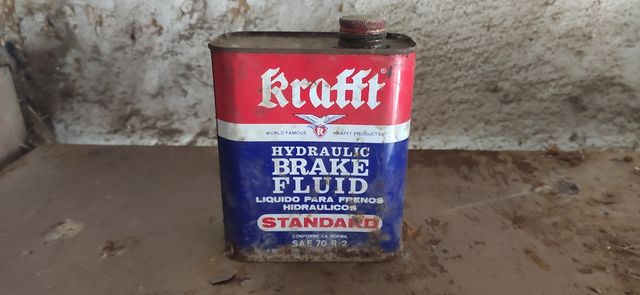 Krafft®
WORLD FAMOUS KRAFFT PRODUCTS
HYDRAULIC
BRAKE
FLUID
LIQUIDO PARA FRENOS
HIDRAULICOS
STANDARD
CONFORME LA NORMA
SAE 70 R 2